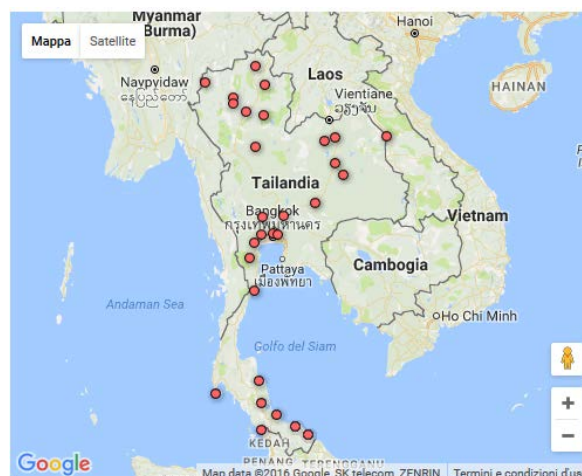 Myanmar
(Burma)
Mappa
Satellite
Hanoi
Laos
Naypyidaw
နေပြည်တော်
HAINAN
Vientiane
ວຽງຈັນ
Tailandia
Bangkok
กรุงเทพมหานคร
Vietnam
Pattaya
เมืองพัทยา
Cambogia
Andaman Sea
Ho Chi Minh
Golfo del Siam
KEDAH
PENANG
TERENGGANU
Google
Map data ©2016 Google, SK telecom, ZENRIN
Termini e condizioni d'us